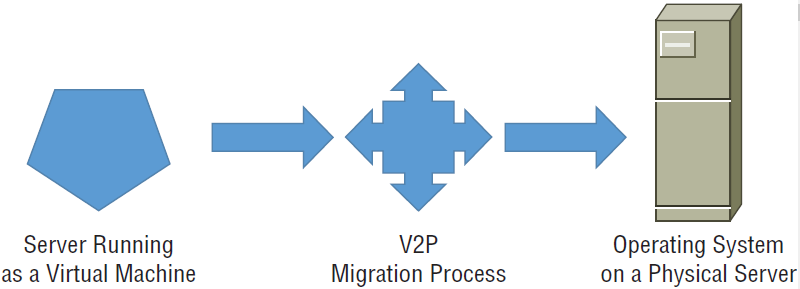 Server Running
as a Virtual Machine
V2P
Migration Process
Operating System
on a Physical Server